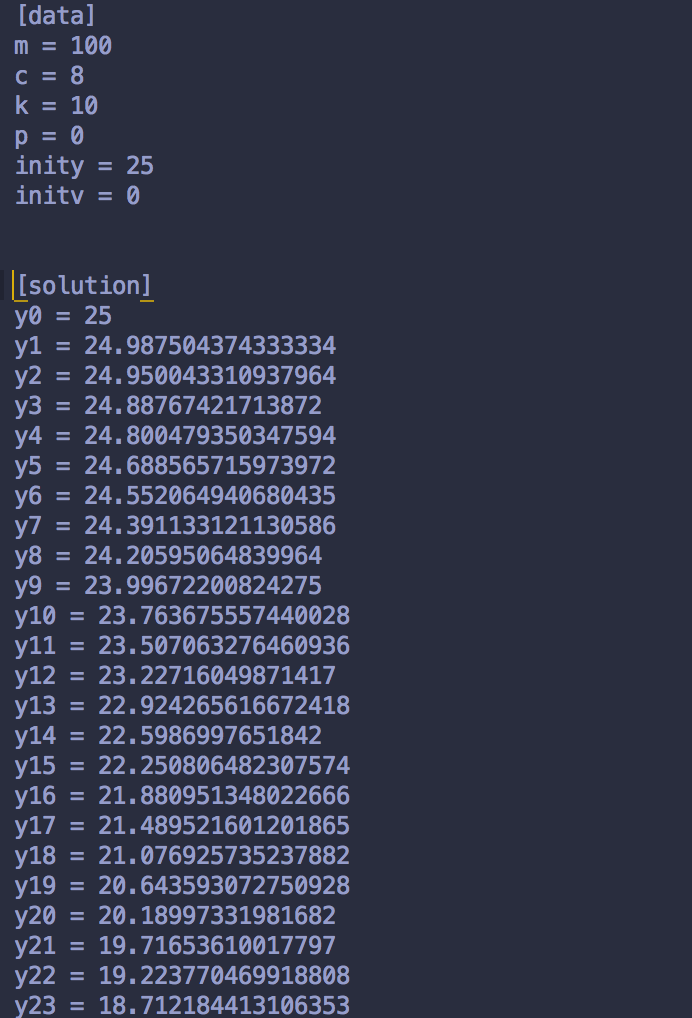 [data]
m = 100
c = 8
k = 10
p = 0
inity = 25
initv = 0
[solution]
y0 = 25
y1 = 24.987504374333334
y2 = 24.950043310937964
y3 = 24.88767421713872
y4 = 24.800479350347594
y5 = 24.688565715973972
y6 = 24.552064940680435
y7 = 24.391133121130586
y8 = 24.20595064839964
y9 = 23.99672200824275
y10 = 23.763675557440028
y11 = 23.507063276460936
y12 = 23.22716049871417
y13 = 22.924265616672418
y14 = 22.5986997651842
y15 = 22.250806482307574
y16 = 21.880951348022666
y17 = 21.489521601201865
y18 = 21.076925735237882
y19 = 20.643593072750928
y20 = 20.18997331981682
y21 = 19.71653610017797
y22 = 19.223770469918808
y23 = 18.712184413106353